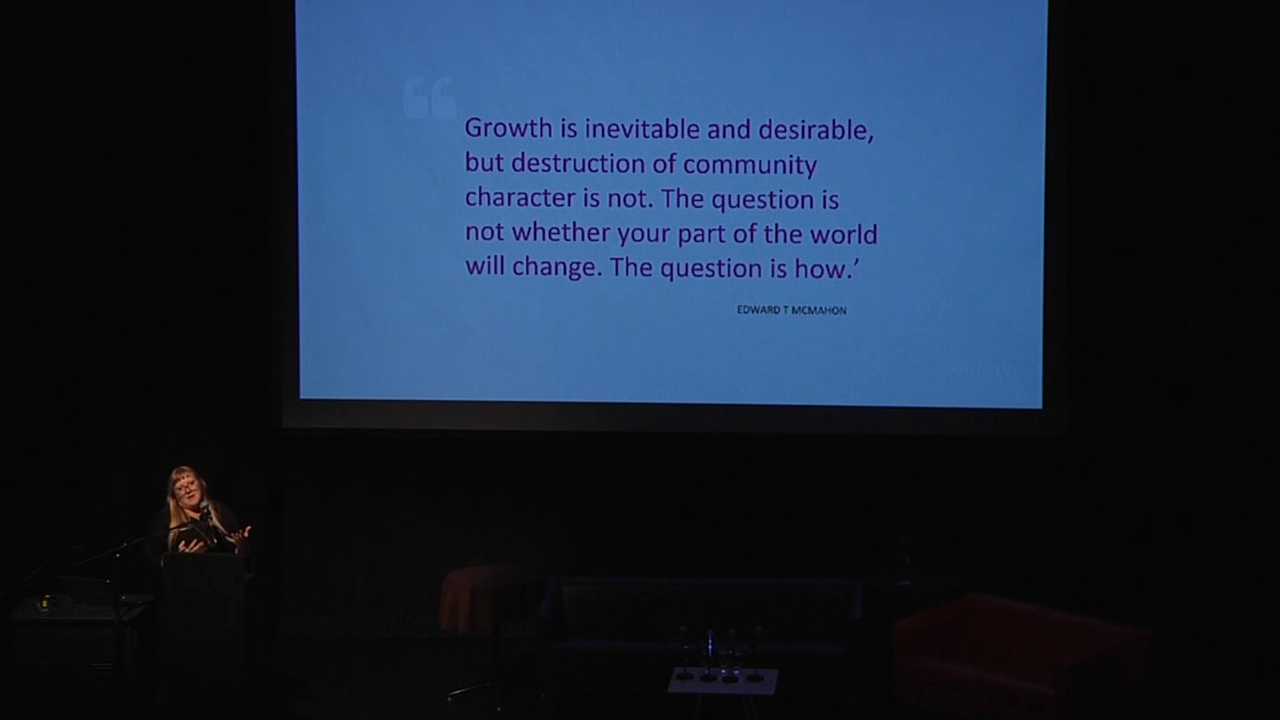 Growth is inevitable and desirable,
but destruction of community
character is not. The question is
not whether your part of the world
will change. The question is how.’
EDWARD T MCMAHON